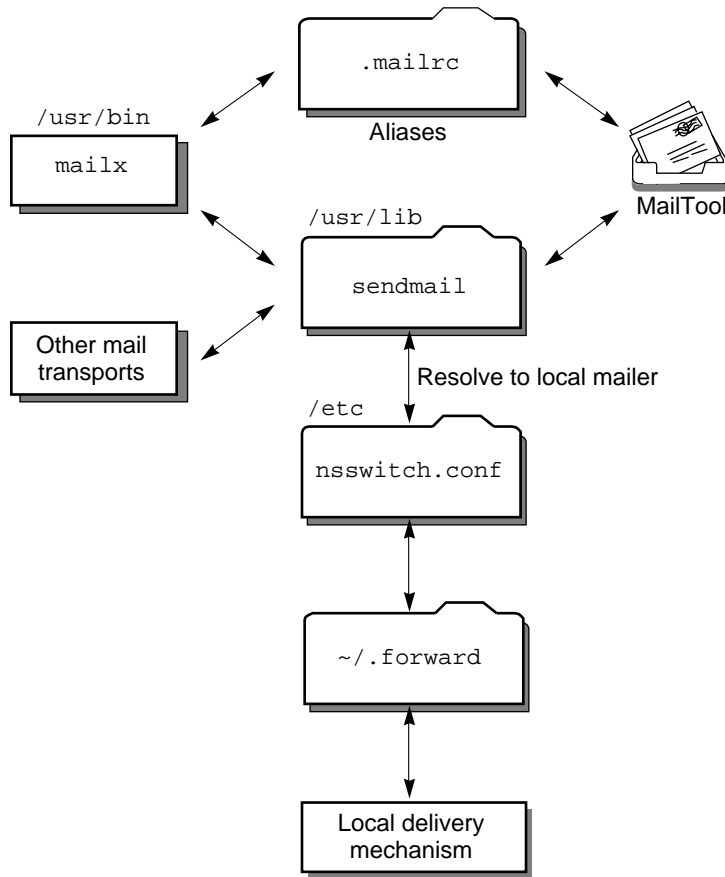 .mailrc
Aliases
/usr/bin
mailx
MailTool
/usr/lib
sendmail
Other mail
transports
Resolve to local mailer
/etc
nsswitch.conf
~/.forward
Local delivery
mechanism